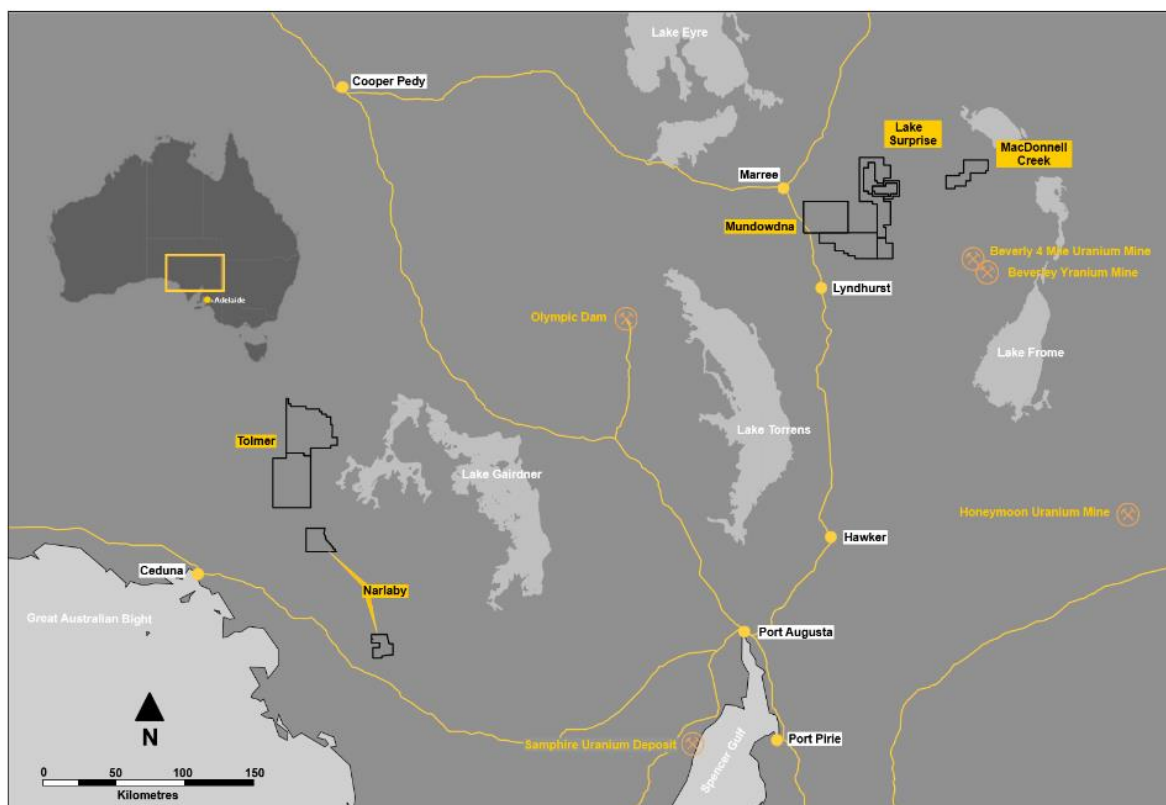 Lake Eyre
Cooper Pedy
Lake
Surprise
MacDonnell
Creek
Marree
Mundowdna
Beverly 4 Mile Uranium Mine
Beverley Yranium Mine
Lyndhurst
Adelaide
Olympic Dam
Lake Frome
Tolmer
Lake Torrens
Lake Gairdner
Honeymoon Uranium Mine
Hawker
Ceduna
Narlaby
Great Australian Bight
Port Augusta
N
Samphire Uranium Deposit
Spencer Gulf
Port Pirie
0 50 100 150
Kilometres